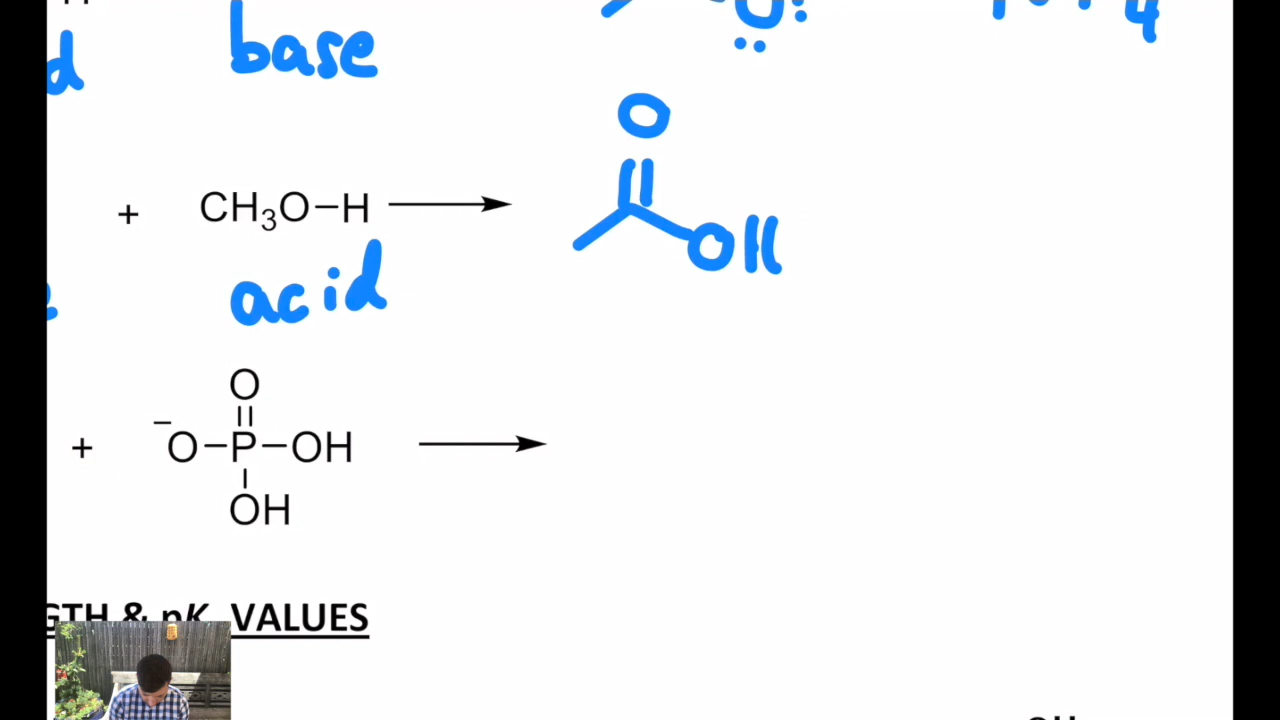 base
d
O
+ CH₃O–H ⟶
OH
acid
O
+ ⁻O–P–OH ⟶
OH
VALUES